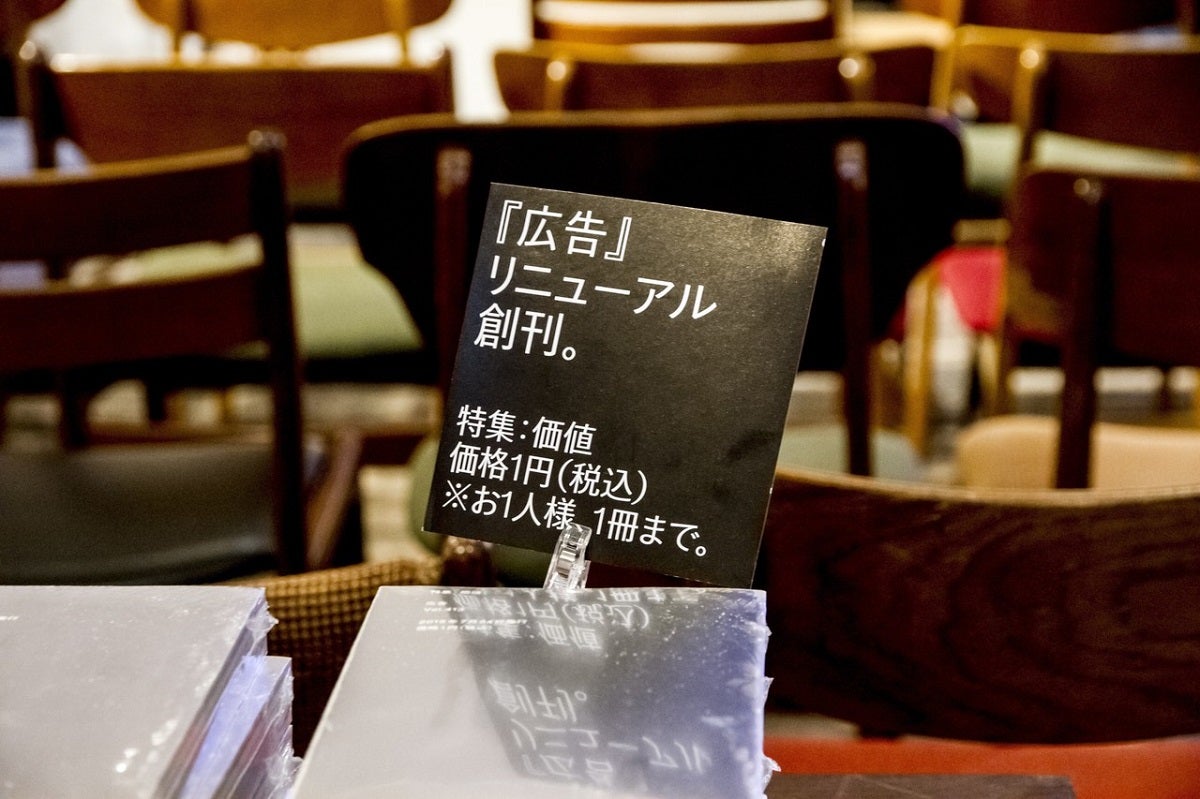 『広告』
リニューアル
創刊。
特集：価値
価格1円（税込）
※お1人様、1冊まで。